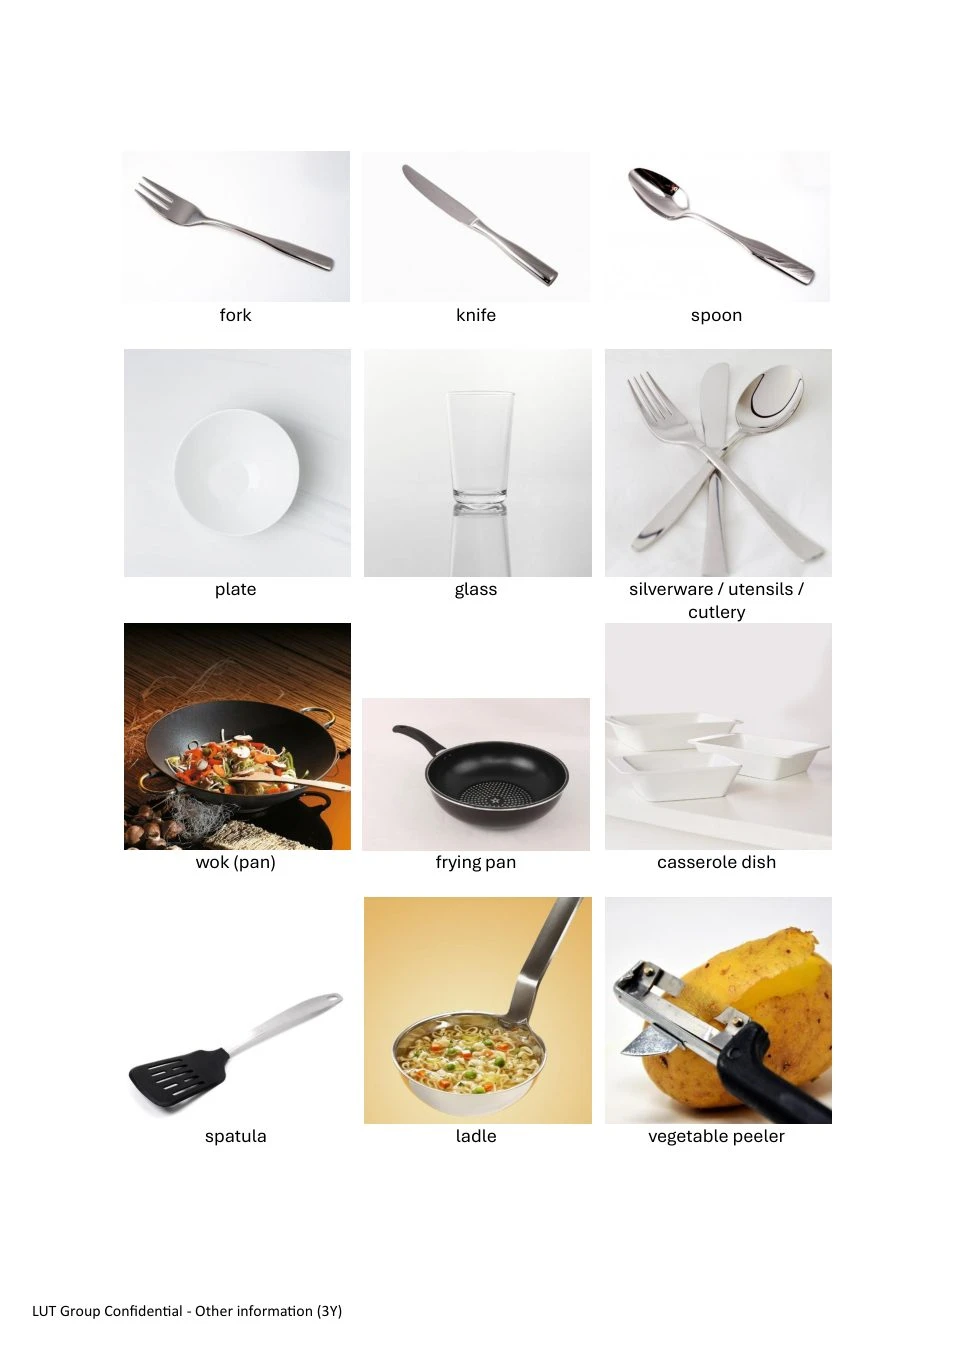 fork
knife
spoon
plate
glass
silverware / utensils /
cutlery
wok (pan)
frying pan
casserole dish
spatula
ladle
vegetable peeler
LUT Group Confidential - Other information (3Y)